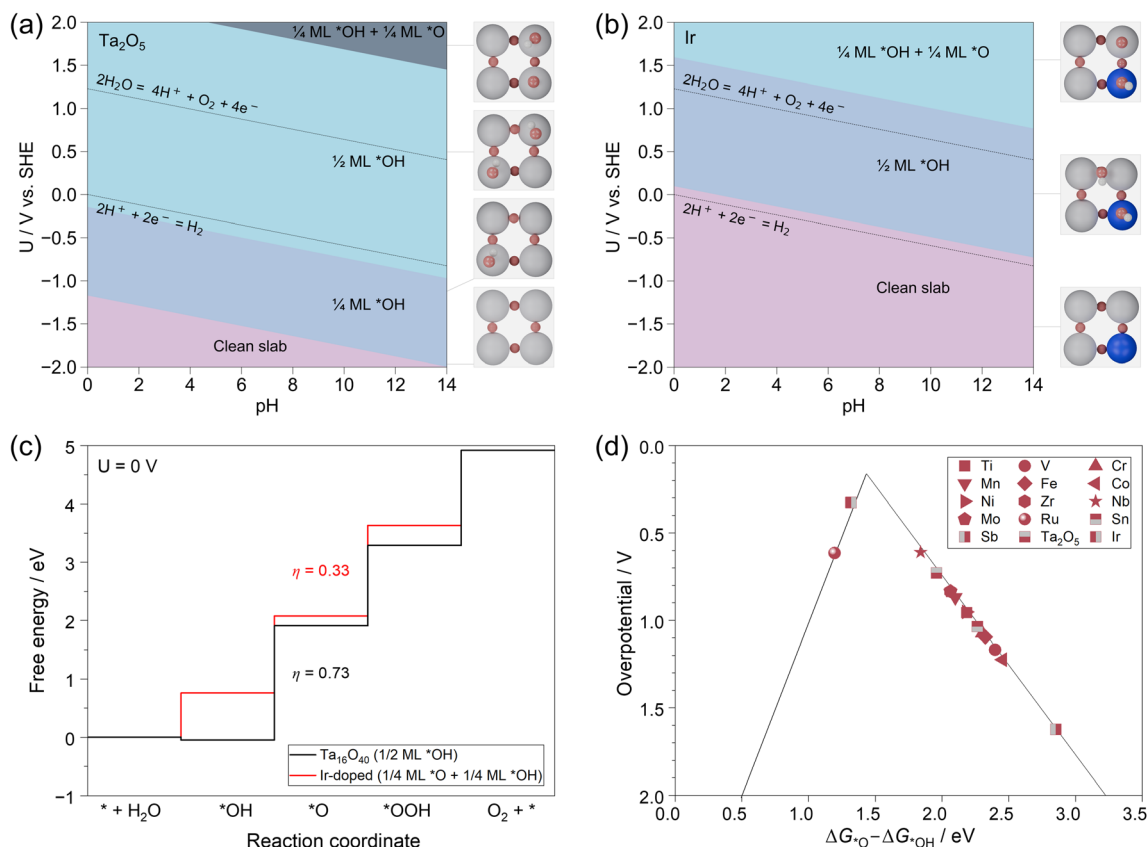 (a)
2.0
1.5
1.0
0.5
0.0
−0.5
−1.0
−1.5
−2.0
U / V vs. SHE
Ta₂O₅
¼ ML *OH + ¼ ML *O
2H₂O = 4H⁺ + O₂ + 4e⁻
½ ML *OH
2H⁺ + 2e⁻ = H₂
¼ ML *OH
Clean slab
0 2 4 6 8 10 12 14
pH
(b)
2.0
1.5
1.0
0.5
0.0
−0.5
−1.0
−1.5
−2.0
U / V vs. SHE
Ir
¼ ML *OH + ¼ ML *O
2H₂O = 4H⁺ + O₂ + 4e⁻
½ ML *OH
2H⁺ + 2e⁻ = H₂
Clean slab
0 2 4 6 8 10 12 14
pH
(c)
5
4
3
2
1
0
−1
Free energy / eV
U = 0 V
η = 0.33
η = 0.73
Ta₁₆O₄₀ (1/2 ML *OH)
Ir-doped (1/4 ML *O + 1/4 ML *OH)
* + H₂O *OH *O *OOH O₂ + *
Reaction coordinate
(d)
0.0
0.5
1.0
1.5
2.0
Overpotential / V
Ti V Cr
Mn Fe Co
Ni Zr Nb
Mo Ru Sn
Sb Ta₂O₅ Ir
0.0 0.5 1.0 1.5 2.0 2.5 3.0 3.5
ΔG*O−ΔG*OH / eV